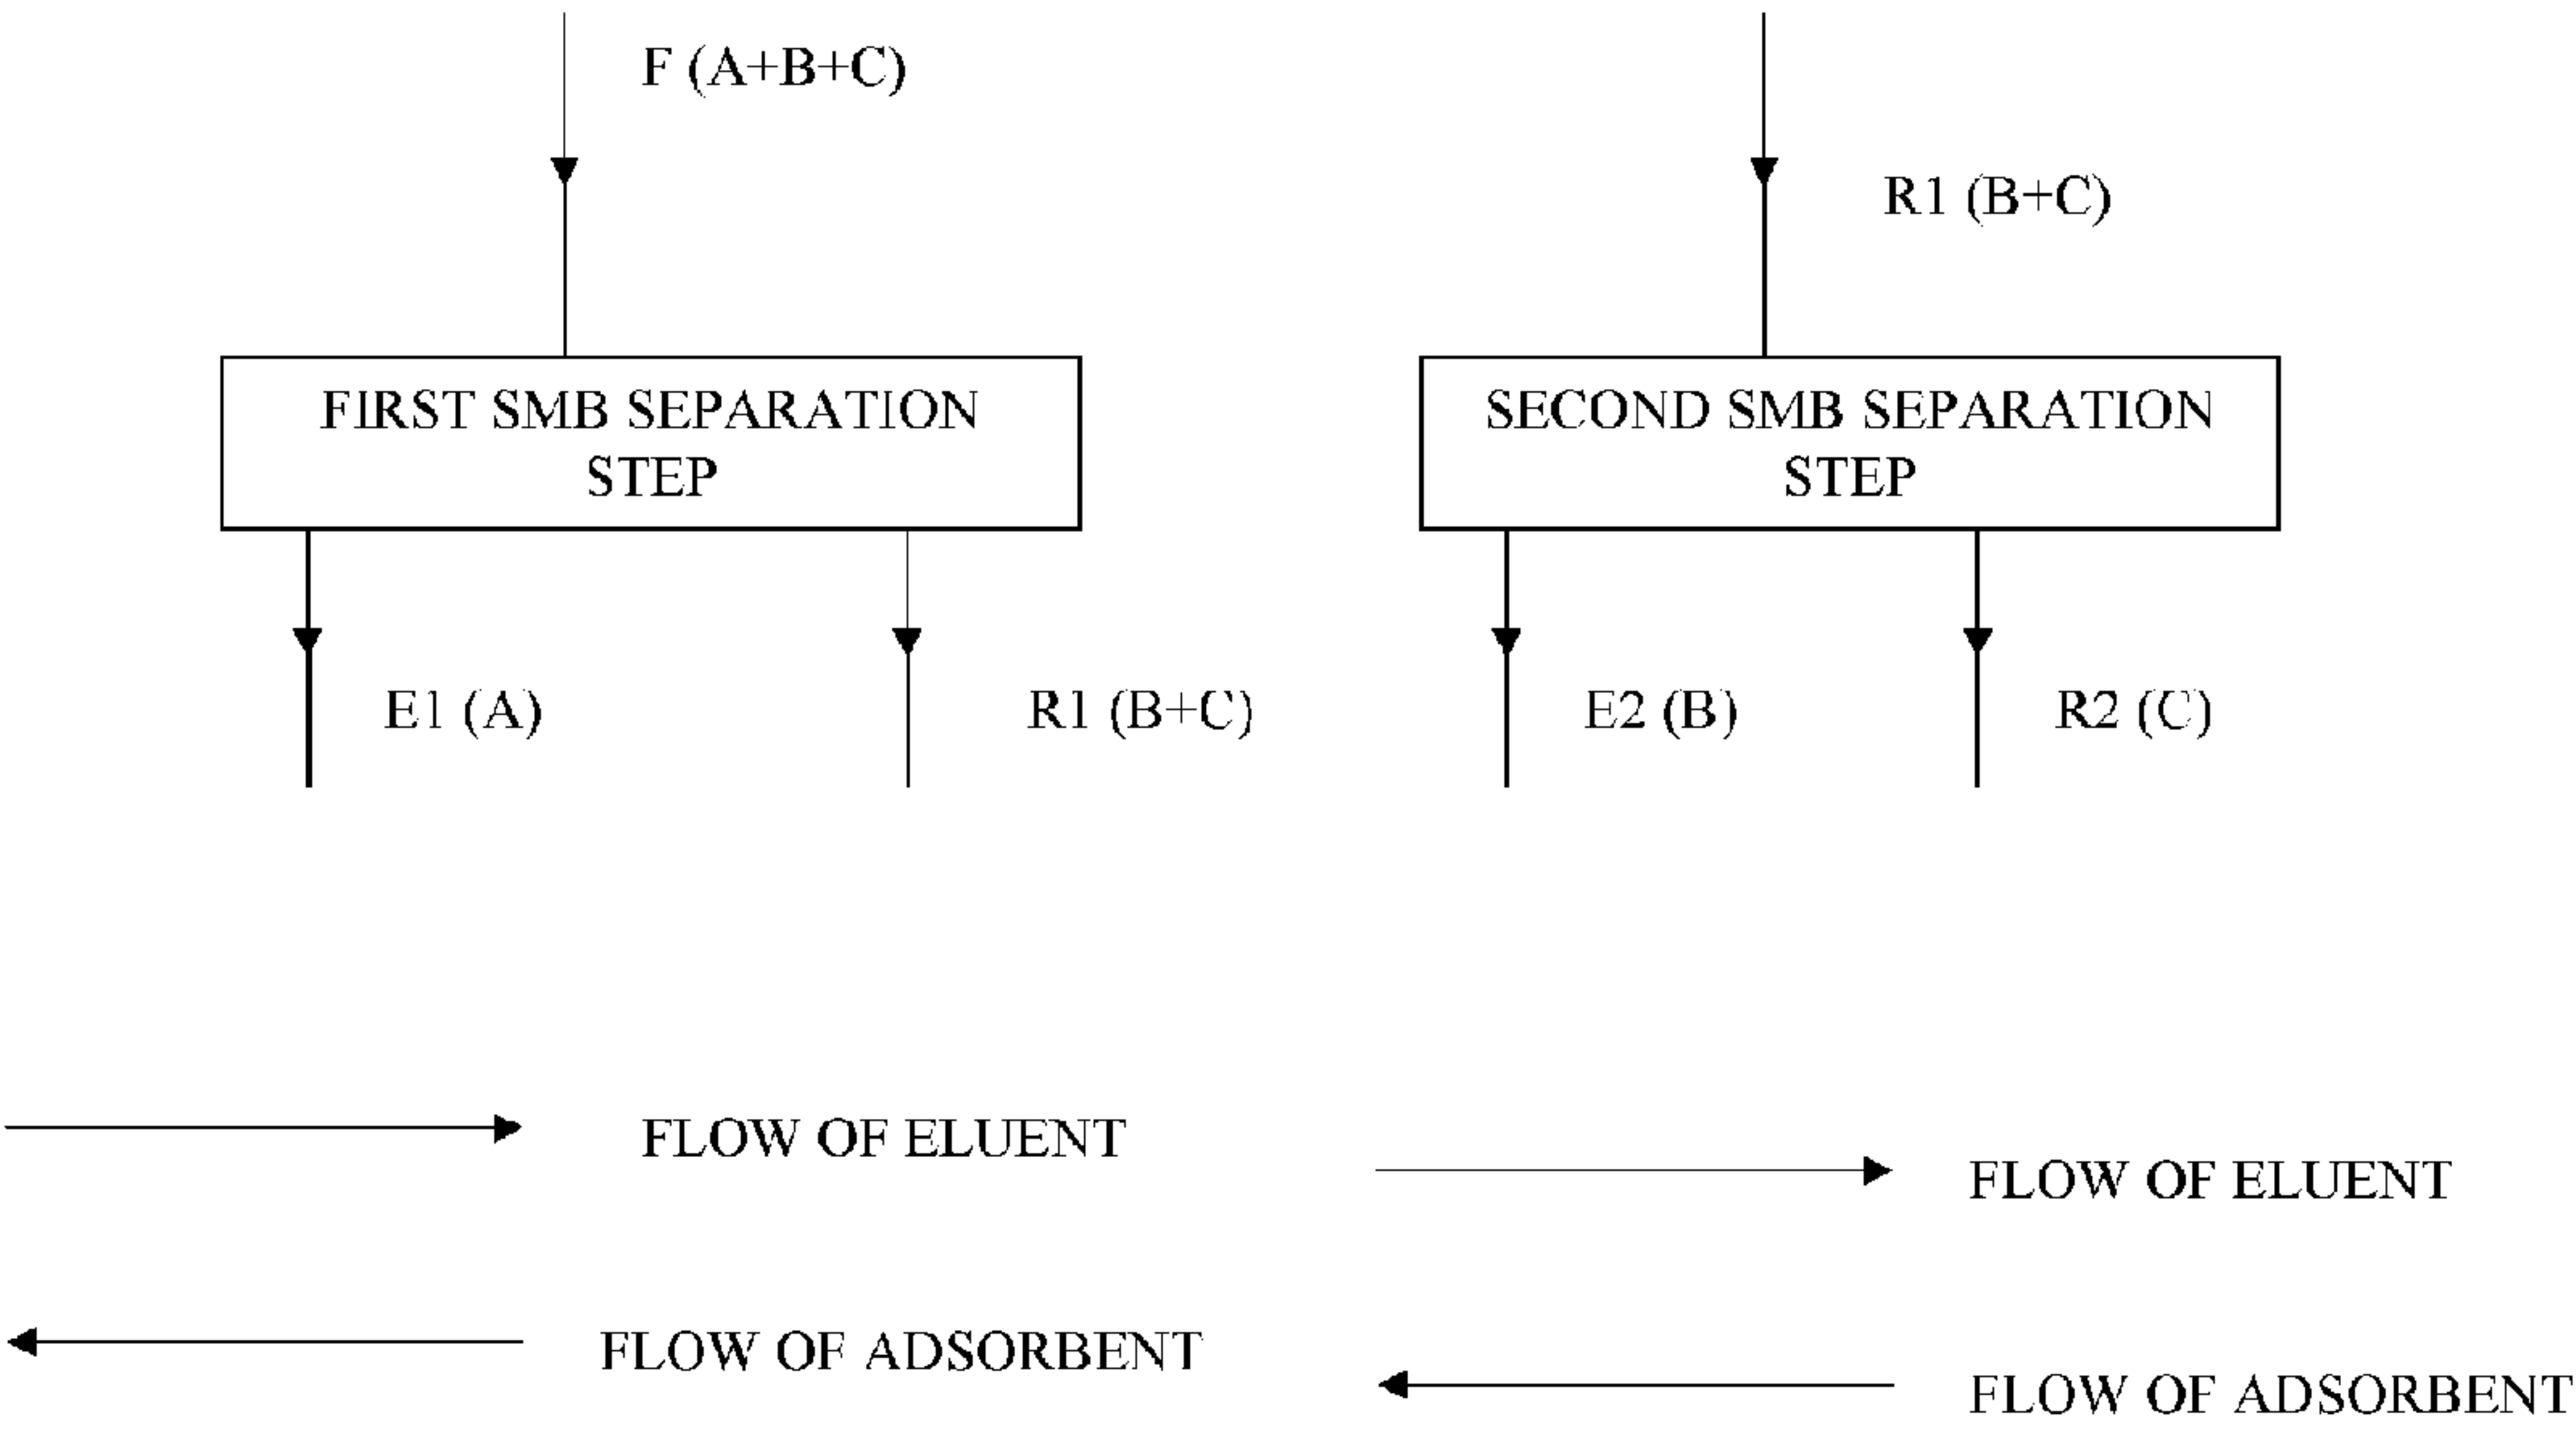 F (A+B+C)
R1 (B+C)
FIRST SMB SEPARATION
STEP
SECOND SMB SEPARATION
STEP
E1 (A)
R1 (B+C)
E2 (B)
R2 (C)
FLOW OF ELUENT
FLOW OF ELUENT
FLOW OF ADSORBENT
FLOW OF ADSORBENT